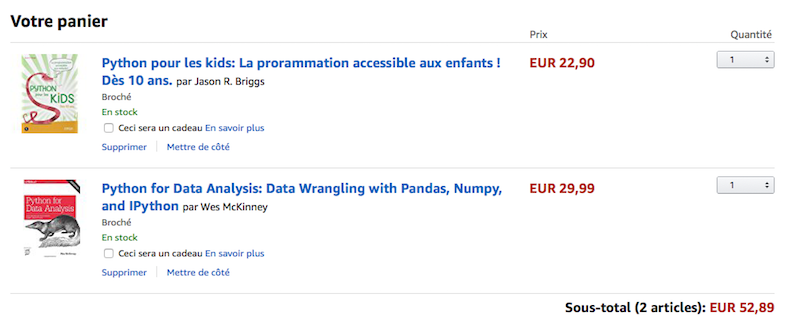 Votre panier
Prix
Quantité
PYTHON
pour les
KIDS
Python pour les kids: La prorammation accessible aux enfants !
Dès 10 ans. par Jason R. Briggs
EUR 22,90
1
Broché
En stock
Ceci sera un cadeau En savoir plus
Supprimer
Mettre de côté
Python for
Data Analysis
Python for Data Analysis: Data Wrangling with Pandas, Numpy,
and IPython par Wes McKinney
EUR 29,99
1
Broché
En stock
Ceci sera un cadeau En savoir plus
Supprimer
Mettre de côté
Sous-total (2 articles): EUR 52,89